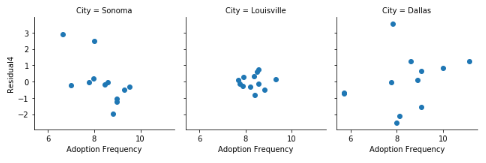 City = Sonoma
City = Louisville
City = Dallas
Residual4
3
2
1
0
−1
−2
6
8
10
6
8
10
6
8
10
Adoption Frequency
Adoption Frequency
Adoption Frequency